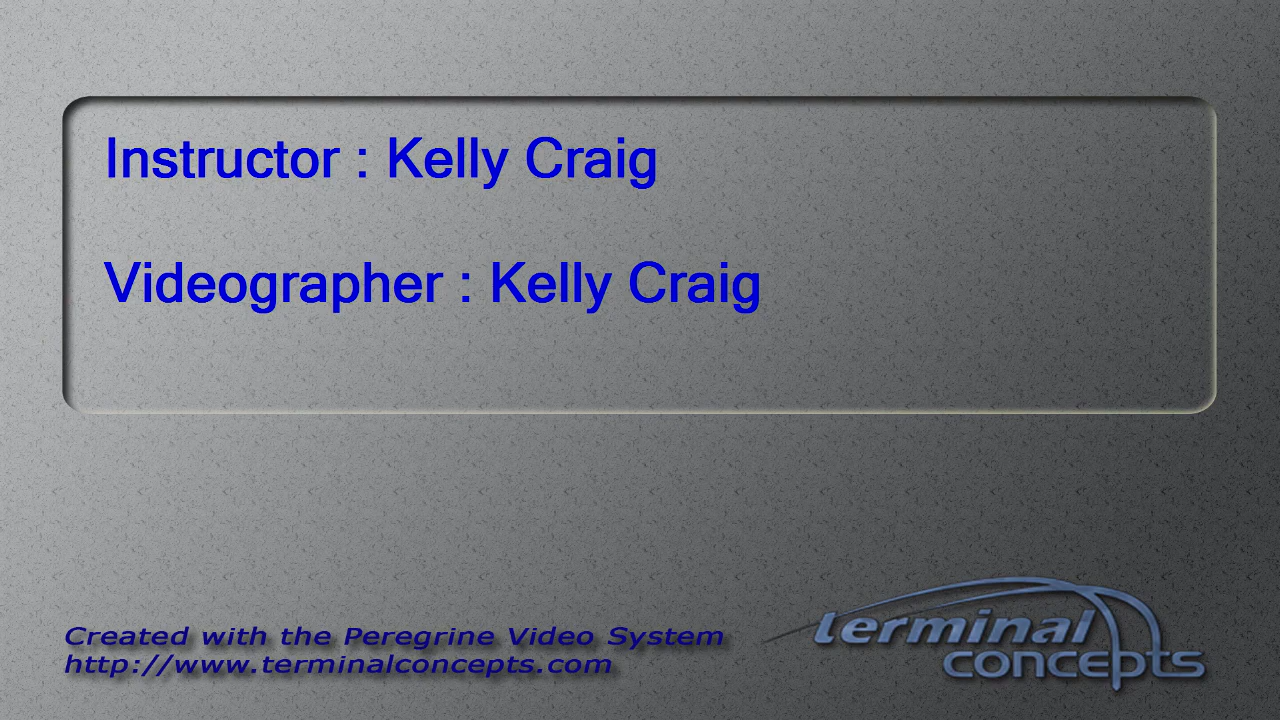 Instructor : Kelly Craig
Videographer : Kelly Craig
Created with the Peregrine Video System
http://www.terminalconcepts.com
terminal
concepts